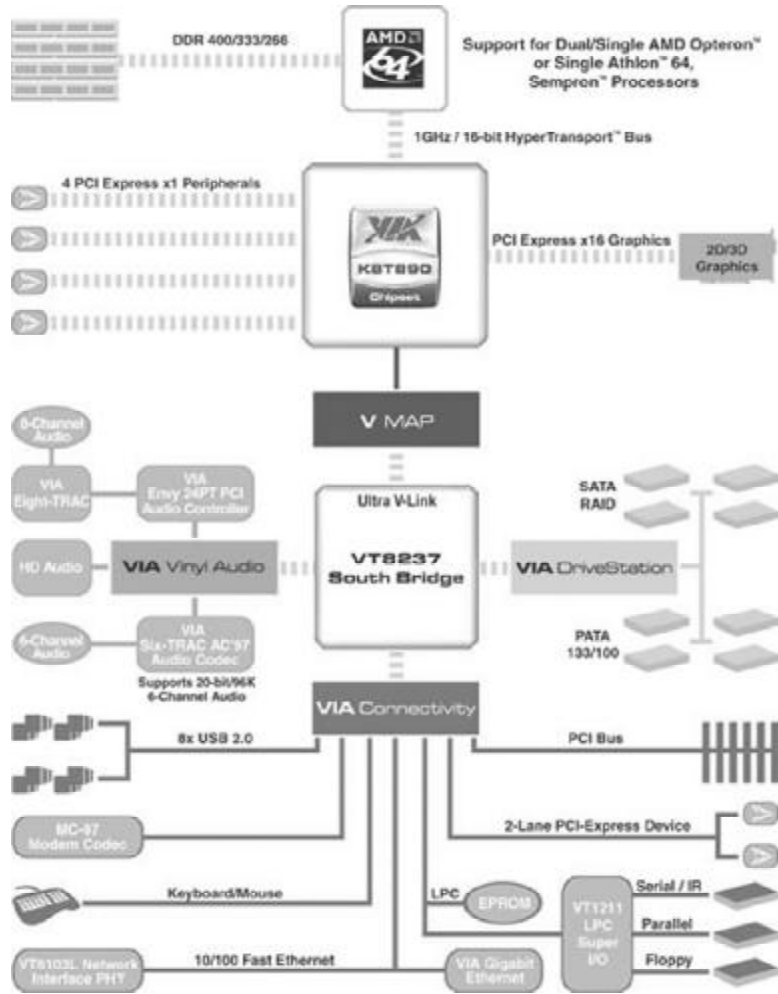 DDR 400/333/266
AMD
64
Support for Dual/Single AMD Opteron™
or Single Athlon™ 64,
Sempron™ Processors
1GHz / 16-bit HyperTransport™ Bus
4 PCI Express x1 Peripherals
VIA
K8T890
Chipset
PCI Express x16 Graphics
2D/3D
Graphics
V MAP
8-Channel
Audio
VIA
Eight-TRAC
VIA
Envy 24PT PCI
Audio Controller
Ultra V-Link
SATA
RAID
HD Audio
VIA Vinyl Audio
VT8237
South Bridge
VIA DriveStation
6-Channel
Audio
VIA
Six-TRAC AC'97
Audio Codec
Supports 20-bit/96K
6-Channel Audio
PATA
133/100
VIA Connectivity
8x USB 2.0
PCI Bus
MC-97
Modem Codec
2-Lane PCI-Express Device
Keyboard/Mouse
LPC
EPROM
VT1211
LPC
Super
I/O
Serial / IR
Parallel
Floppy
VT6103L Network
Interface PHY
10/100 Fast Ethernet
VIA Gigabit
Ethernet